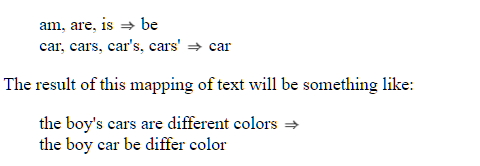 am, are, is ⇒ be
car, cars, car's, cars' ⇒ car
The result of this mapping of text will be something like:
the boy's cars are different colors ⇒
the boy car be differ color